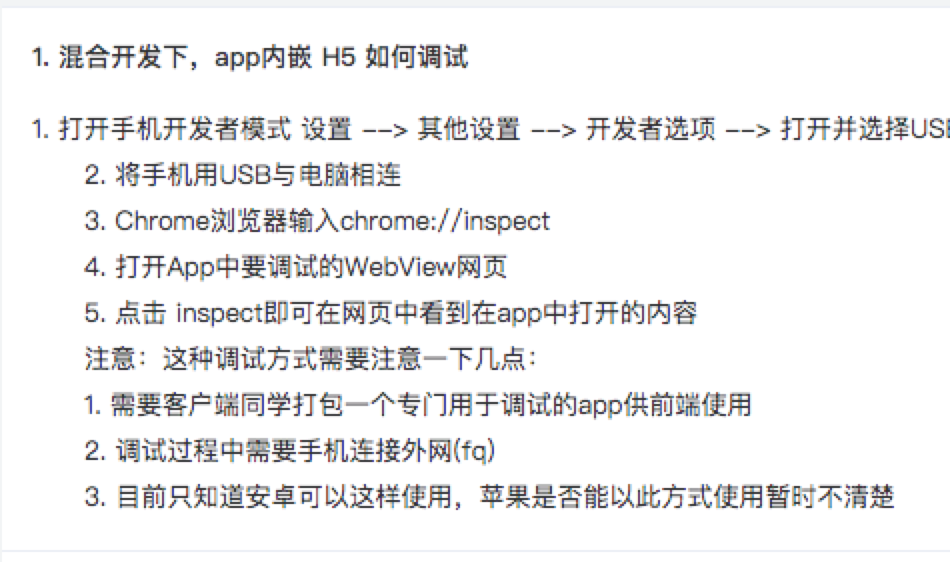 1. 混合开发下，app内嵌 H5 如何调试
1. 打开手机开发者模式 设置 --> 其他设置 --> 开发者选项 --> 打开并选择USB
2. 将手机用USB与电脑相连
3. Chrome浏览器输入chrome://inspect
4. 打开App中要调试的WebView网页
5. 点击 inspect即可在网页中看到在app中打开的内容
注意：这种调试方式需要注意一下几点：
1. 需要客户端同学打包一个专门用于调试的app供前端使用
2. 调试过程中需要手机连接外网(fq)
3. 目前只知道安卓可以这样使用，苹果是否能以此方式使用暂时不清楚